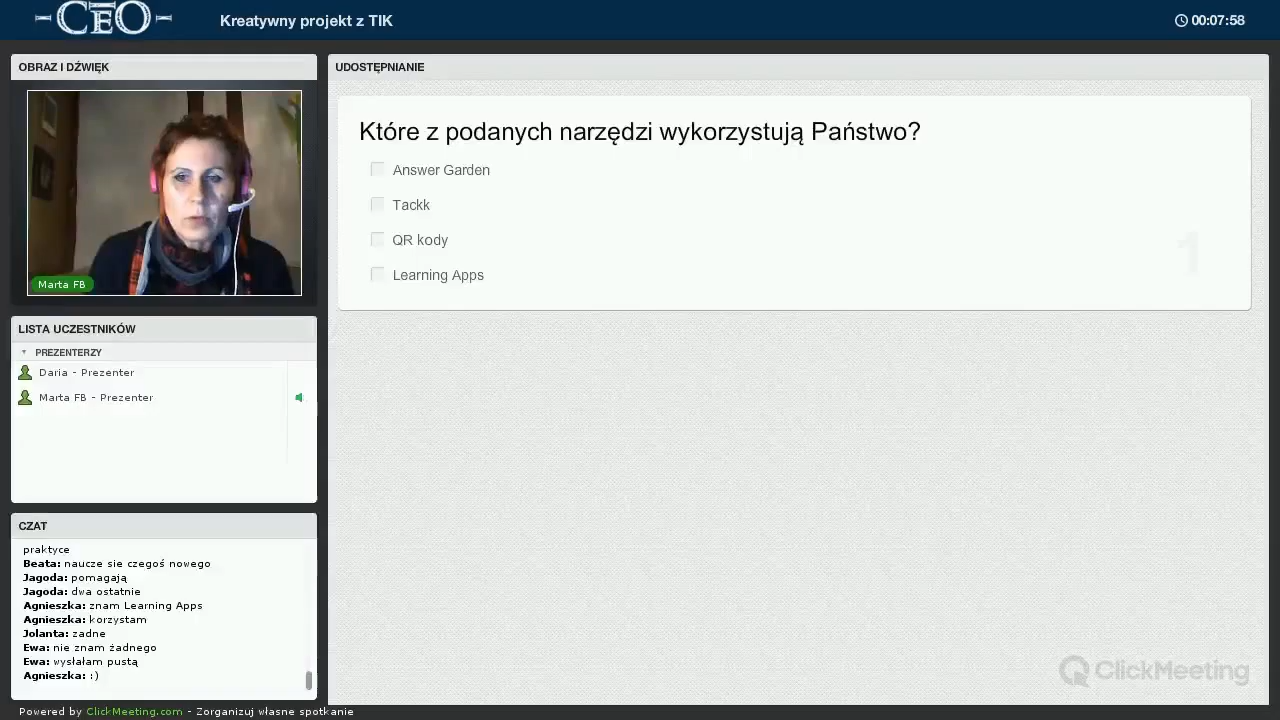 CEO
Kreatywny projekt z TIK
00:07:58
OBRAZ I DŹWIĘK
Marta FB
LISTA UCZESTNIKÓW
PREZENTERZY
Daria - Prezenter
Marta FB - Prezenter
CZAT
praktyce
Beata: naucze sie czegoś nowego
Jagoda: pomagają
Jagoda: dwa ostatnie
Agnieszka: znam Learning Apps
Agnieszka: korzystam
Jolanta: zadne
Ewa: nie znam żadnego
Ewa: wysłałam pustą
Agnieszka: :)
UDOSTĘPNIANIE
Które z podanych narzędzi wykorzystują Państwo?
Answer Garden
Tackk
QR kody
Learning Apps
1
ClickMeeting
Powered by ClickMeeting.com - Zorganizuj własne spotkanie